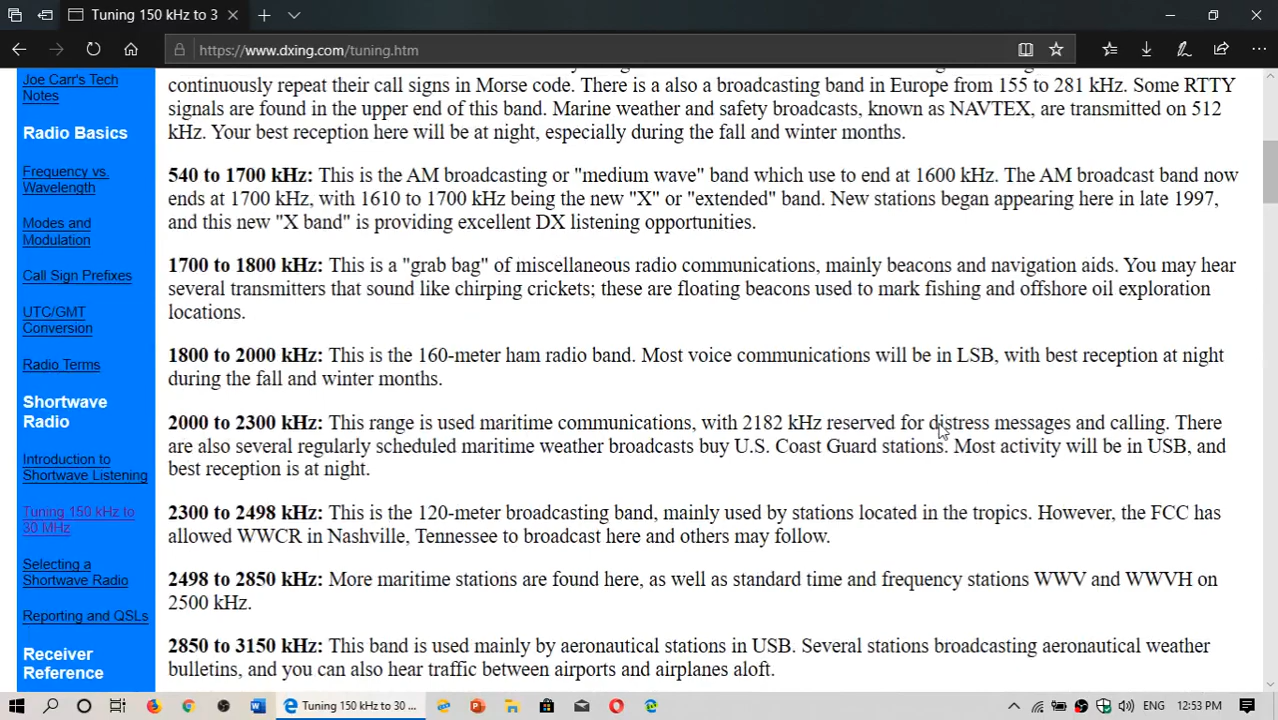 Tuning 150 kHz to 3
https://www.dxing.com/tuning.htm
Joe Carr's Tech
Notes
Radio Basics
Frequency vs.
Wavelength
Modes and
Modulation
Call Sign Prefixes
UTC/GMT
Conversion
Radio Terms
Shortwave
Radio
Introduction to
Shortwave Listening
Tuning 150 kHz to
30 MHz
Selecting a
Shortwave Radio
Reporting and QSLs
Receiver
Reference
continuously repeat their call signs in Morse code. There is a also a broadcasting band in Europe from 155 to 281 kHz. Some RTTY
signals are found in the upper end of this band. Marine weather and safety broadcasts, known as NAVTEX, are transmitted on 512
kHz. Your best reception here will be at night, especially during the fall and winter months.
540 to 1700 kHz: This is the AM broadcasting or "medium wave" band which use to end at 1600 kHz. The AM broadcast band now
ends at 1700 kHz, with 1610 to 1700 kHz being the new "X" or "extended" band. New stations began appearing here in late 1997,
and this new "X band" is providing excellent DX listening opportunities.
1700 to 1800 kHz: This is a "grab bag" of miscellaneous radio communications, mainly beacons and navigation aids. You may hear
several transmitters that sound like chirping crickets; these are floating beacons used to mark fishing and offshore oil exploration
locations.
1800 to 2000 kHz: This is the 160-meter ham radio band. Most voice communications will be in LSB, with best reception at night
during the fall and winter months.
2000 to 2300 kHz: This range is used maritime communications, with 2182 kHz reserved for distress messages and calling. There
are also several regularly scheduled maritime weather broadcasts buy U.S. Coast Guard stations. Most activity will be in USB, and
best reception is at night.
2300 to 2498 kHz: This is the 120-meter broadcasting band, mainly used by stations located in the tropics. However, the FCC has
allowed WWCR in Nashville, Tennessee to broadcast here and others may follow.
2498 to 2850 kHz: More maritime stations are found here, as well as standard time and frequency stations WWV and WWVH on
2500 kHz.
2850 to 3150 kHz: This band is used mainly by aeronautical stations in USB. Several stations broadcasting aeronautical weather
bulletins, and you can also hear traffic between airports and airplanes aloft.
Tuning 150 kHz to 30 ...
ENG
12:53 PM